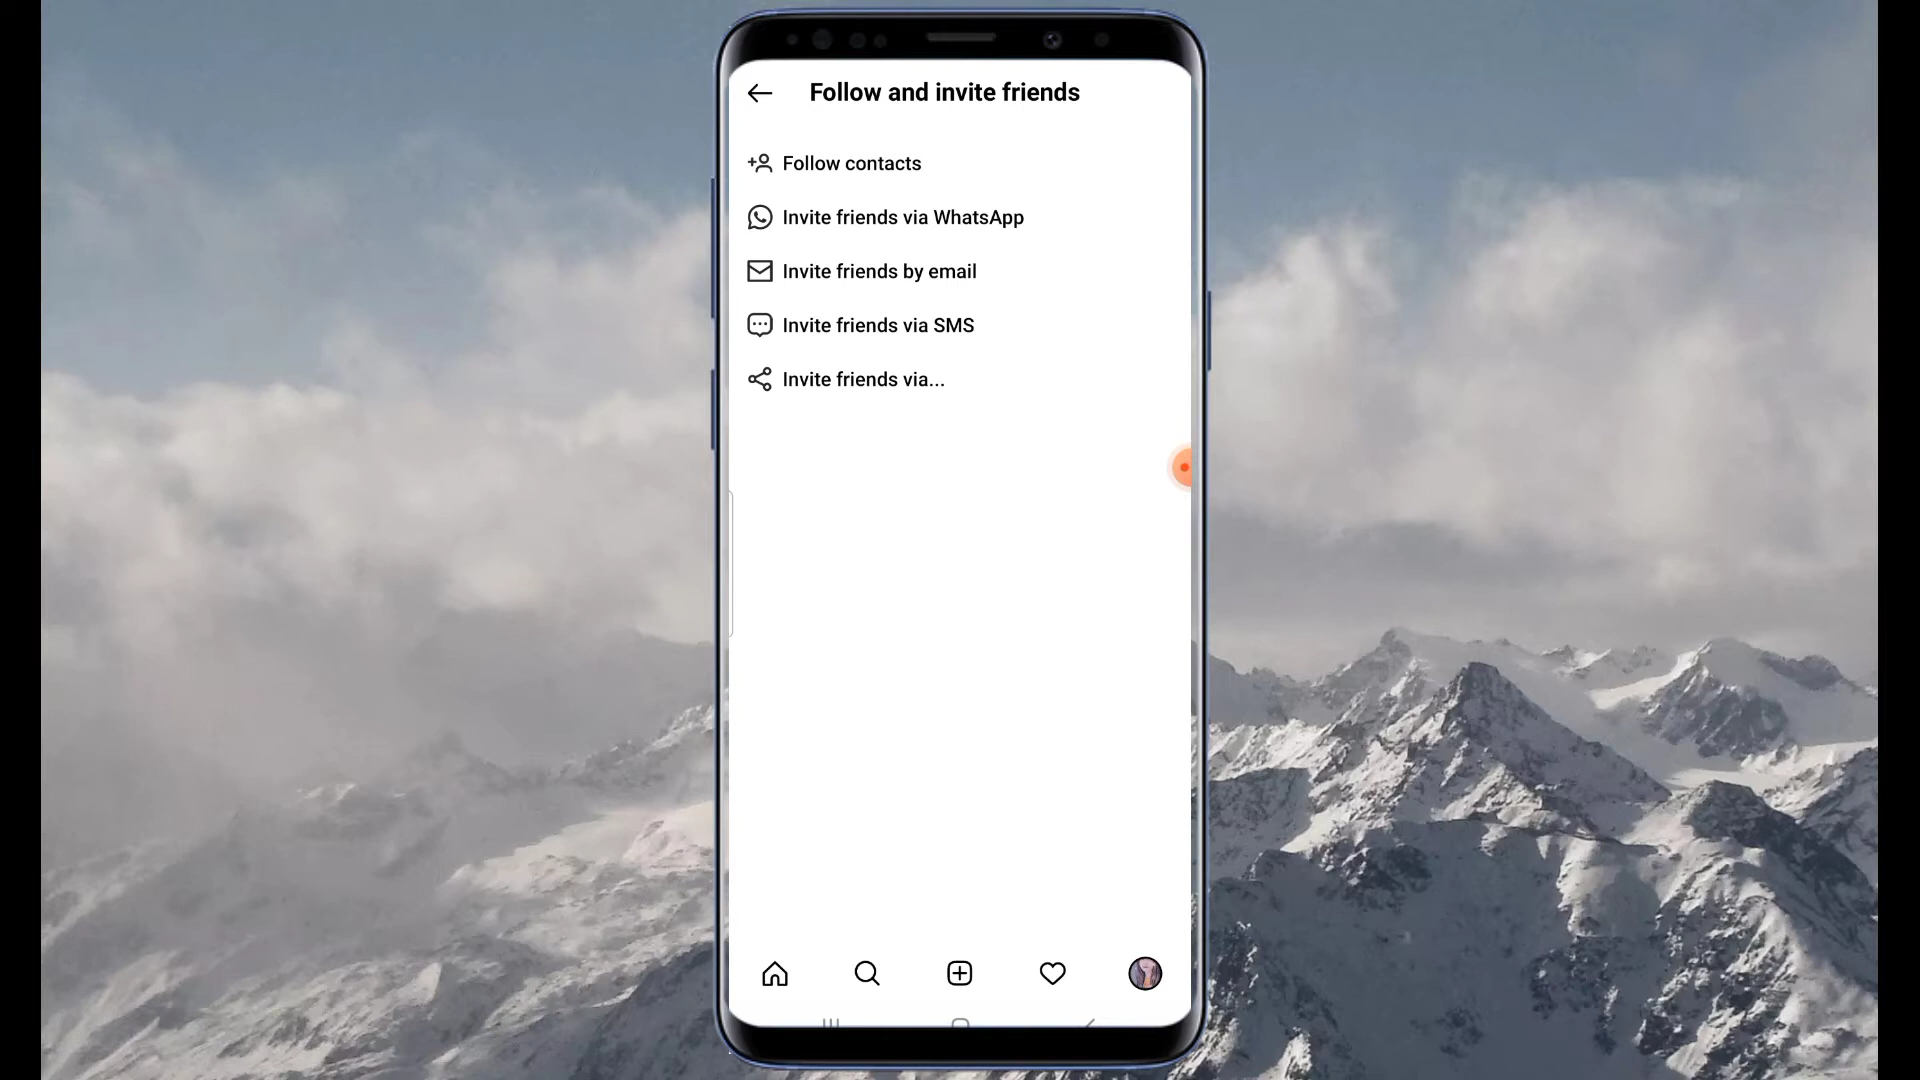 Follow and invite friends
Follow contacts
Invite friends via WhatsApp
Invite friends by email
Invite friends via SMS
Invite friends via...